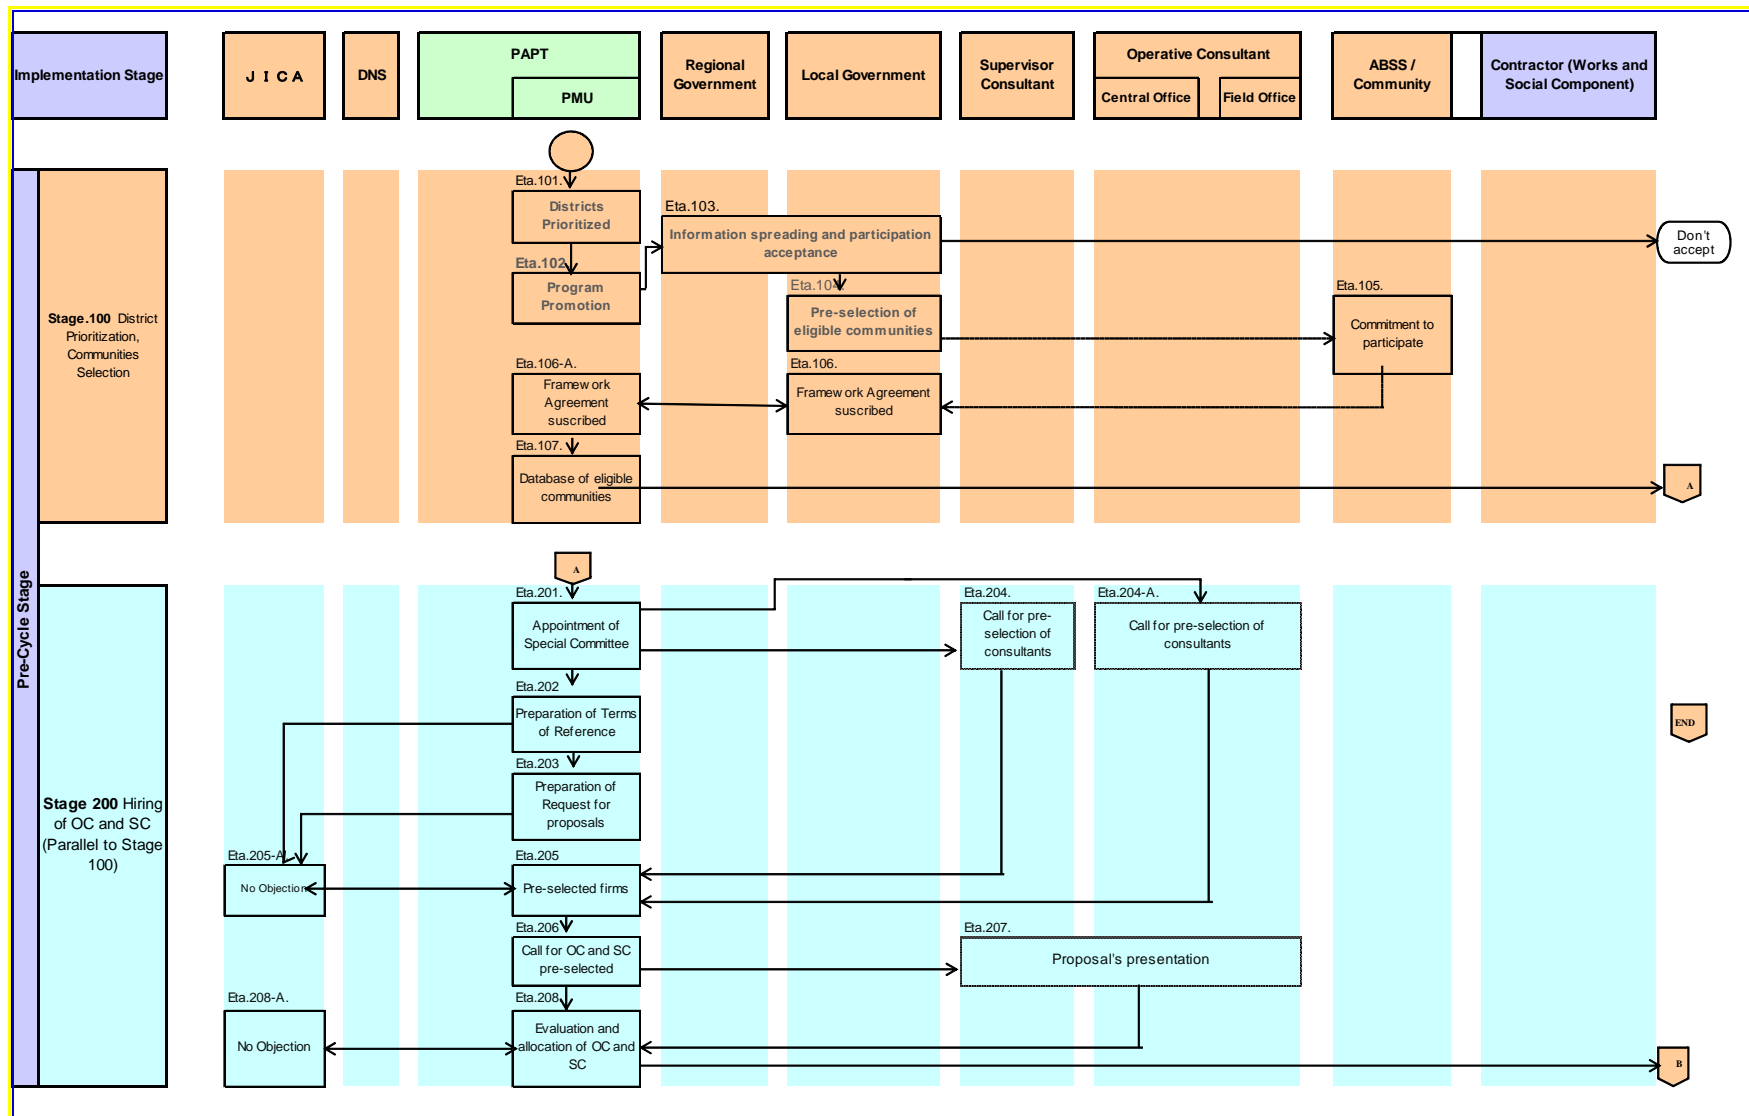 Implementation Stage
J I C A
DNS
PAPT
PMU
Regional
Government
Local Government
Supervisor
Consultant
Operative Consultant
Central Office
Field Office
ABSS /
Community
Contractor (Works and
Social Component)
Pre-Cycle Stage
Stage.100 District
Prioritization,
Communities
Selection
Eta.101.
Districts
Prioritized
Eta.102
Program
Promotion
Eta.103.
Information spreading and participation
acceptance
Don't
accept
Eta.104.
Pre-selection of
eligible communities
Eta.105.
Commitment to
participate
Eta.106-A.
Framework
Agreement
suscribed
Eta.106.
Framework Agreement
suscribed
Eta.107.
Database of eligible
communities
A
A
Stage 200 Hiring
of OC and SC
(Parallel to Stage
100)
Eta.201.
Appointment of
Special Committee
Eta.204.
Call for pre-
selection of
consultants
Eta.204-A.
Call for pre-selection of
consultants
Eta.202
Preparation of Terms
of Reference
END
Eta.203
Preparation of
Request for
proposals
Eta.205-A
No Objection
Eta.205
Pre-selected firms
Eta.206
Call for OC and SC
pre-selected
Eta.207.
Proposal's presentation
Eta.208-A.
No Objection
Eta.208
Evaluation and
allocation of OC and
SC
B